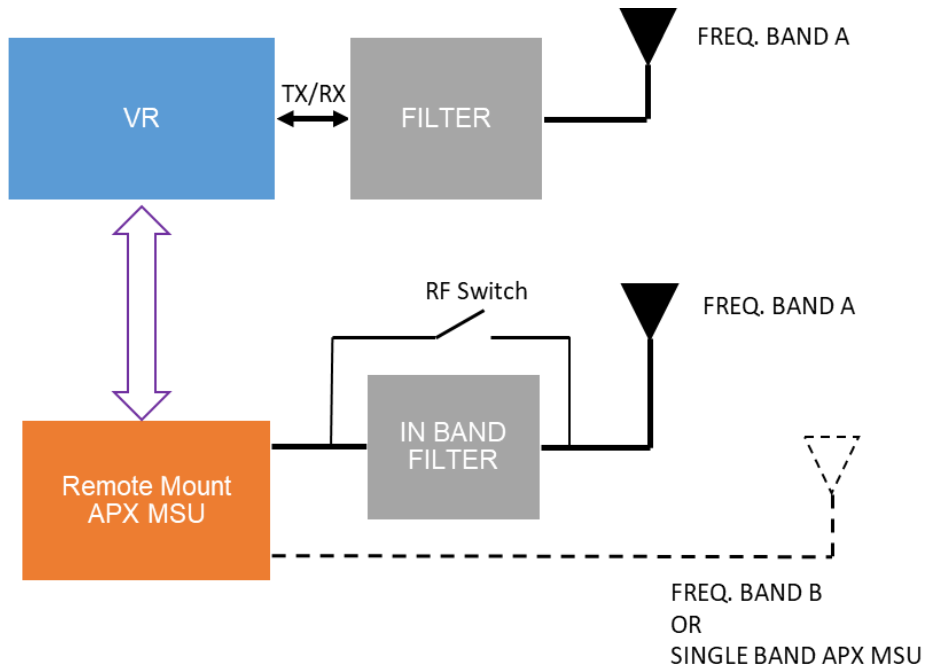 FREQ. BAND A
VR
TX/RX
FILTER
RF Switch
FREQ. BAND A
IN BAND
FILTER
Remote Mount
APX MSU
FREQ. BAND B
OR
SINGLE BAND APX MSU